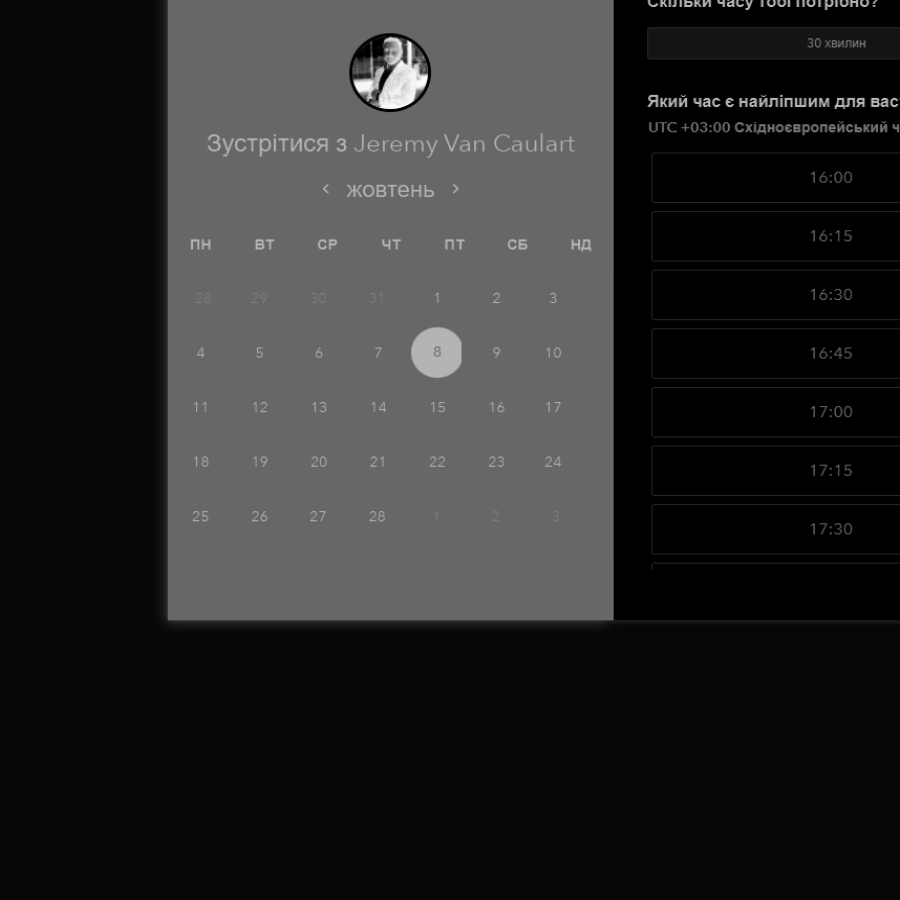 Зустрітися з Jeremy Van Caulart
< жовтень >
ПН ВТ СР ЧТ ПТ СБ НД
28 29 30 31 1 2 3
4 5 6 7 8 9 10
11 12 13 14 15 16 17
18 19 20 21 22 23 24
25 26 27 28 1 2 3
Скільки часу тобі потрібно?
30 хвилин
Який час є найліпшим для вас
UTC +03:00 Східноєвропейський ч
16:00
16:15
16:30
16:45
17:00
17:15
17:30